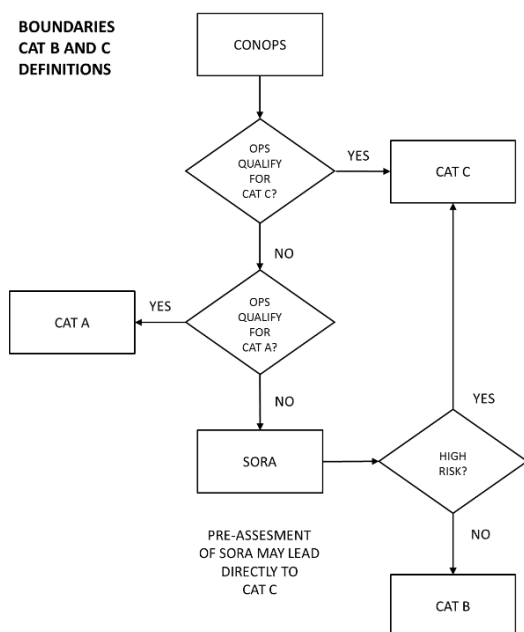 BOUNDARIES
CAT B AND C
DEFINITIONS
CONOPS
OPS
QUALIFY
FOR
CAT C?
YES
CAT C
NO
CAT A
YES
OPS
QUALIFY
FOR
CAT A?
NO
YES
SORA
HIGH
RISK?
PRE-ASSESMENT
OF SORA MAY LEAD
DIRECTLY TO
CAT C
NO
CAT B